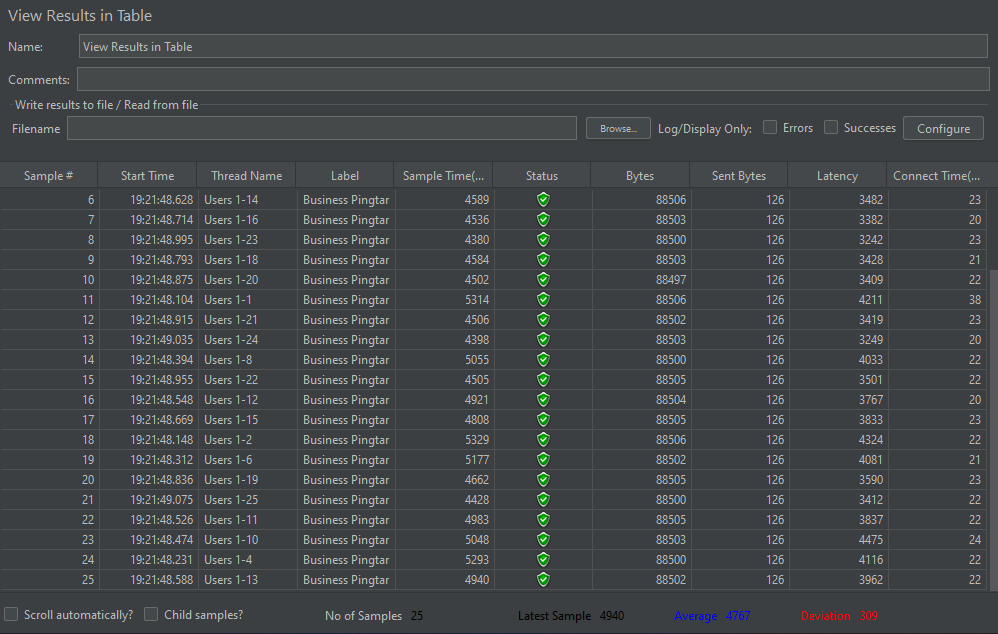 View Results in Table
Name: View Results in Table
Comments:
Write results to file / Read from file
Filename Browse... Log/Display Only: Errors Successes Configure
Sample # Start Time Thread Name Label Sample Time(... Status Bytes Sent Bytes Latency Connect Time(...
6 19:21:48.628 Users 1-14 Business Pingtar 4589 88506 126 3482 23
7 19:21:48.714 Users 1-16 Business Pingtar 4536 88503 126 3382 20
8 19:21:48.995 Users 1-23 Business Pingtar 4380 88500 126 3242 23
9 19:21:48.793 Users 1-18 Business Pingtar 4584 88503 126 3428 21
10 19:21:48.875 Users 1-20 Business Pingtar 4502 88497 126 3409 22
11 19:21:48.104 Users 1-1 Business Pingtar 5314 88506 126 4211 38
12 19:21:48.915 Users 1-21 Business Pingtar 4506 88502 126 3419 23
13 19:21:49.035 Users 1-24 Business Pingtar 4398 88503 126 3249 20
14 19:21:48.394 Users 1-8 Business Pingtar 5055 88500 126 4033 22
15 19:21:48.955 Users 1-22 Business Pingtar 4505 88505 126 3501 22
16 19:21:48.548 Users 1-12 Business Pingtar 4921 88504 126 3767 20
17 19:21:48.669 Users 1-15 Business Pingtar 4808 88505 126 3833 23
18 19:21:48.148 Users 1-2 Business Pingtar 5329 88506 126 4324 22
19 19:21:48.312 Users 1-6 Business Pingtar 5177 88502 126 4081 21
20 19:21:48.836 Users 1-19 Business Pingtar 4662 88505 126 3590 23
21 19:21:49.075 Users 1-25 Business Pingtar 4428 88500 126 3412 22
22 19:21:48.526 Users 1-11 Business Pingtar 4983 88505 126 3837 22
23 19:21:48.474 Users 1-10 Business Pingtar 5048 88503 126 4475 24
24 19:21:48.231 Users 1-4 Business Pingtar 5293 88500 126 4116 22
25 19:21:48.588 Users 1-13 Business Pingtar 4940 88502 126 3962 22
Scroll automatically? Child samples? No of Samples 25 Latest Sample 4940 Average 4767 Deviation 309